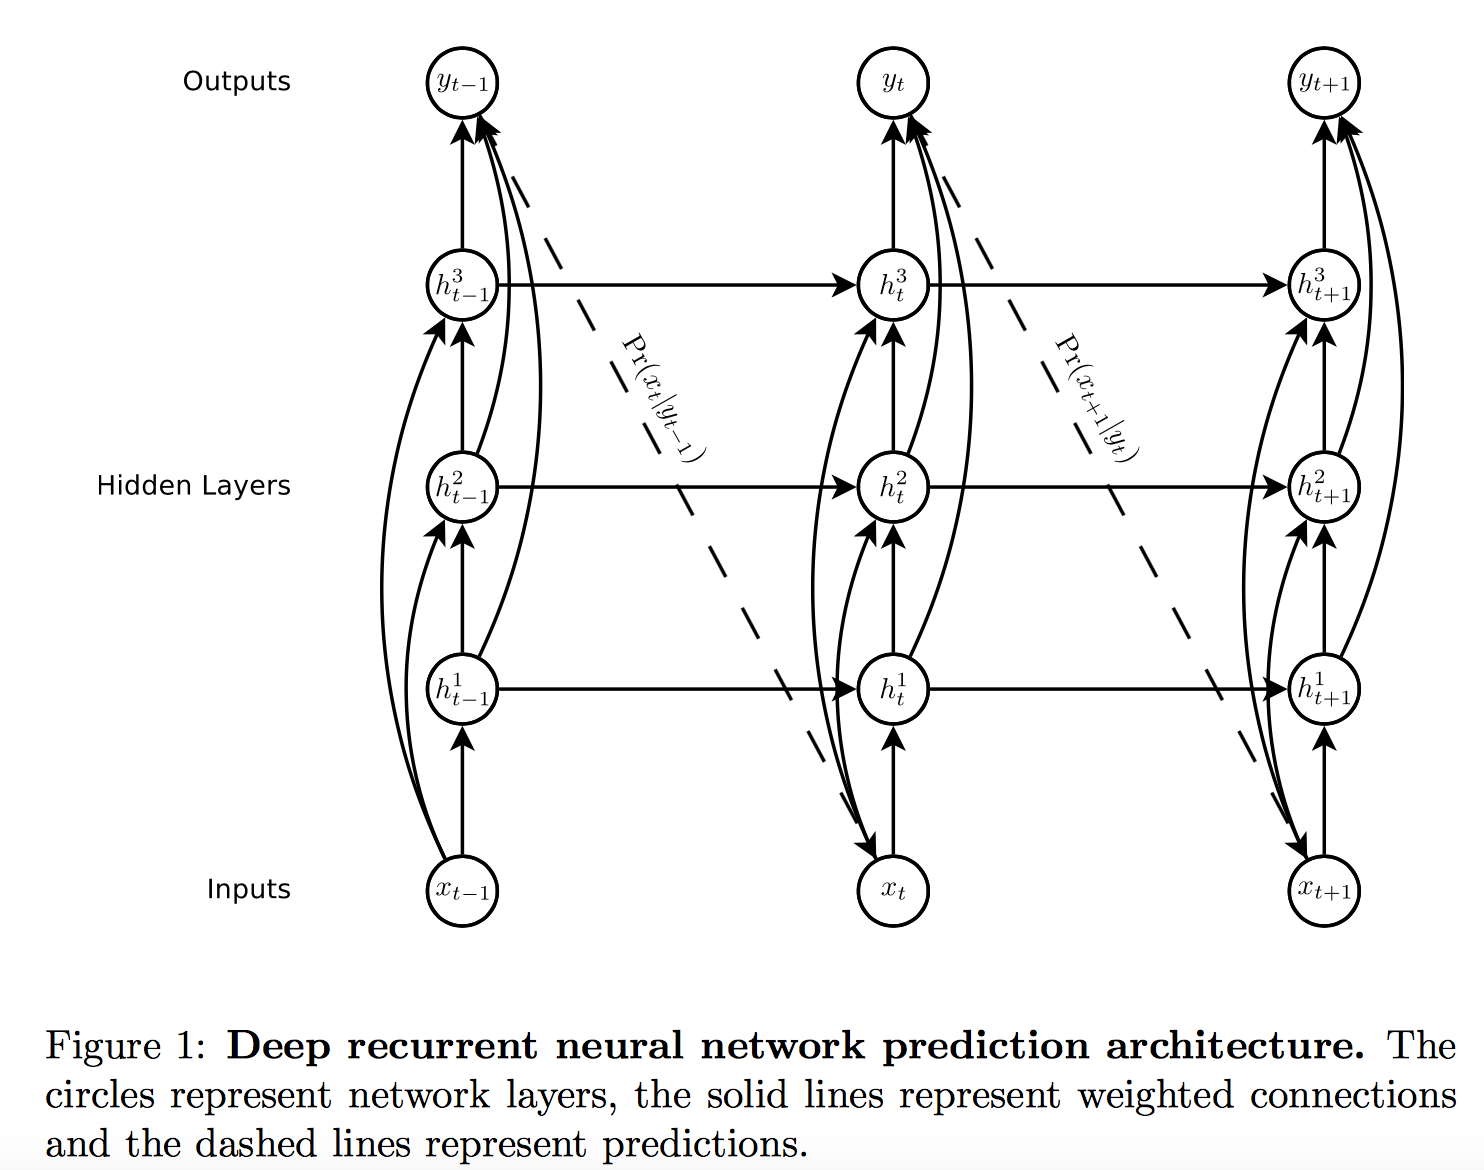 Outputs
y_{t−1}
y_t
y_{t+1}
h^3_{t−1}
h^3_t
h^3_{t+1}
Pr(x_t|y_{t−1})
Pr(x_{t+1}|y_t)
Hidden Layers
h^2_{t−1}
h^2_t
h^2_{t+1}
h^1_{t−1}
h^1_t
h^1_{t+1}
Inputs
x_{t−1}
x_t
x_{t+1}
Figure 1: Deep recurrent neural network prediction architecture. The
circles represent network layers, the solid lines represent weighted connections
and the dashed lines represent predictions.